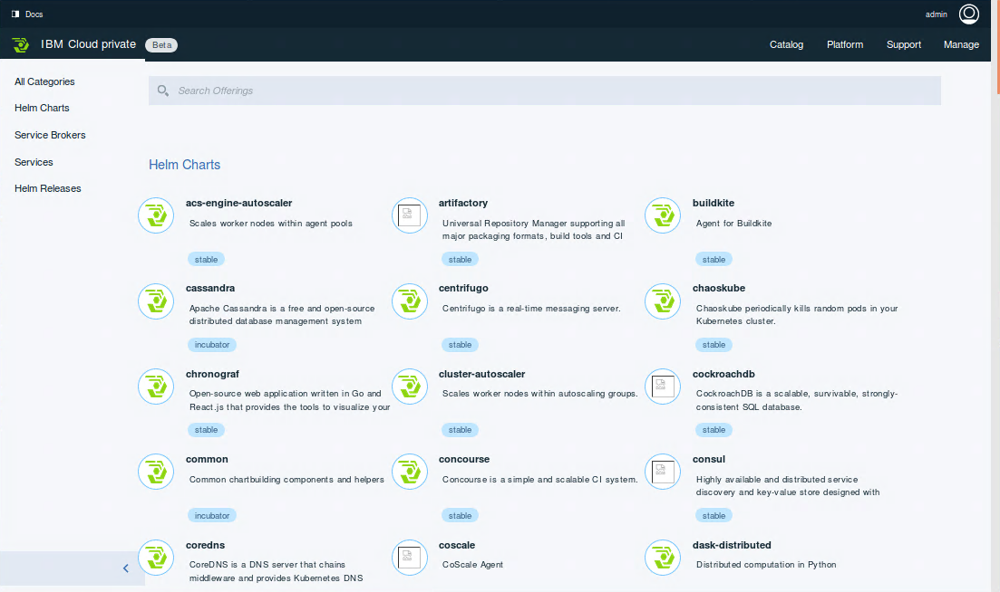 Docs
admin
IBM Cloud private Beta
Catalog Platform Support Manage
All Categories
Helm Charts
Service Brokers
Services
Helm Releases
Search Offerings
Helm Charts
acs-engine-autoscaler
Scales worker nodes within agent pools
stable
artifactory
Universal Repository Manager supporting all
major packaging formats, build tools and CI
stable
buildkite
Agent for Buildkite
stable
cassandra
Apache Cassandra is a free and open-source
distributed database management system
incubator
centrifugo
Centrifugo is a real-time messaging server.
stable
chaoskube
Chaoskube periodically kills random pods in your
Kubernetes cluster.
stable
chronograf
Open-source web application written in Go and
React.js that provides the tools to visualize your
stable
cluster-autoscaler
Scales worker nodes within autoscaling groups.
stable
cockroachdb
CockroachDB is a scalable, survivable, strongly-
consistent SQL database.
stable
common
Common chartbuilding components and helpers
incubator
concourse
Concourse is a simple and scalable CI system.
stable
consul
Highly available and distributed service
discovery and key-value store designed with
stable
coredns
CoreDNS is a DNS server that chains
middleware and provides Kubernetes DNS
coscale
CoScale Agent
dask-distributed
Distributed computation in Python